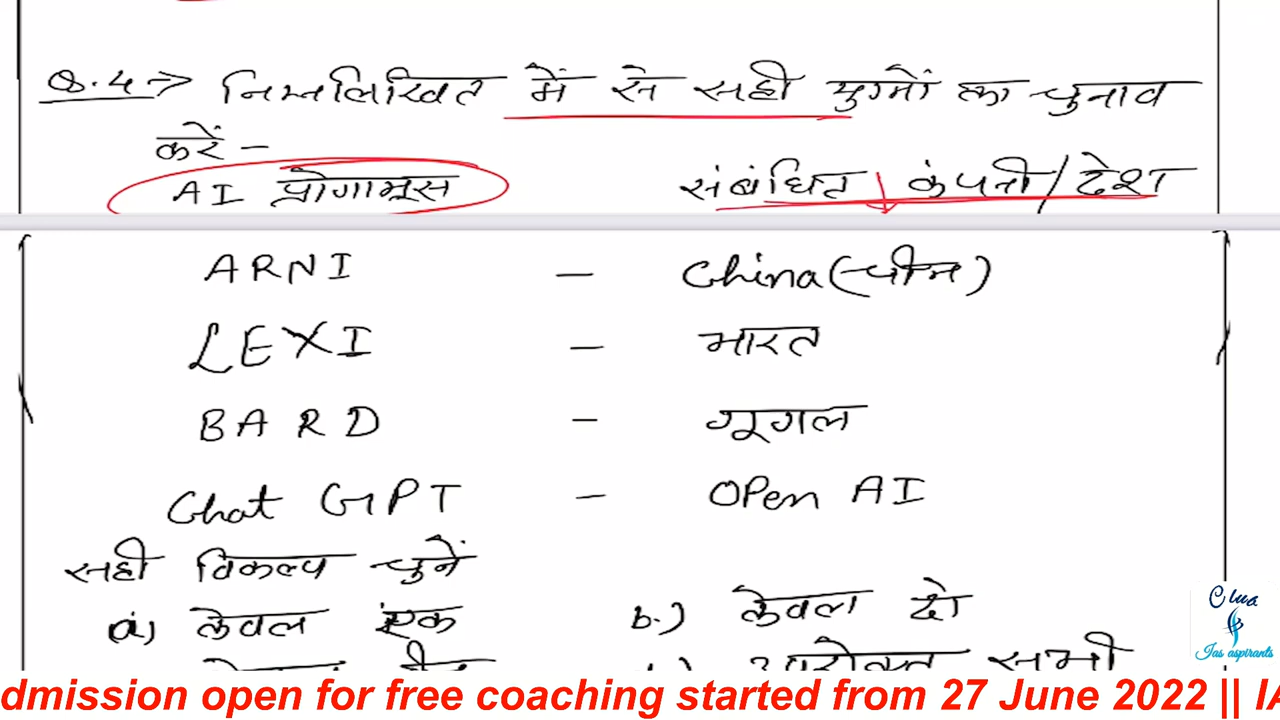 Q.4⇒ निम्नलिखित में से सही युग्मों का चुनाव
करें –
AI प्रोगाम्स संबंधित कंपनी/देश
ARNI – China (चीन)
LEXI – भारत
BARD – गूगल
Chat GPT – Open AI
सही विकल्प चुनें
a) केवल एक b.) केवल दो
उपरोक्त सभी
Clue
Ias aspirants
dmission open for free coaching started from 27 June 2022 || IA